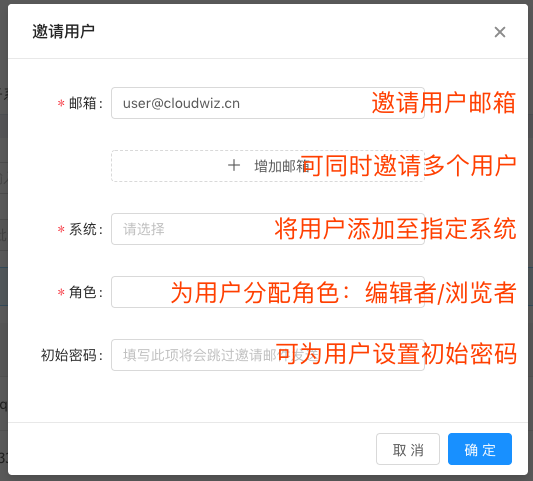 邀请用户
* 邮箱: user@cloudwiz.cn 邀请用户邮箱
+ 增加邮箱 可同时邀请多个用户
* 系统: 请选择 将用户添加至指定系统
* 角色: 为用户分配角色：编辑者/浏览者
初始密码: 填写此项将会跳过邀请邮件 可为用户设置初始密码
取 消 确 定